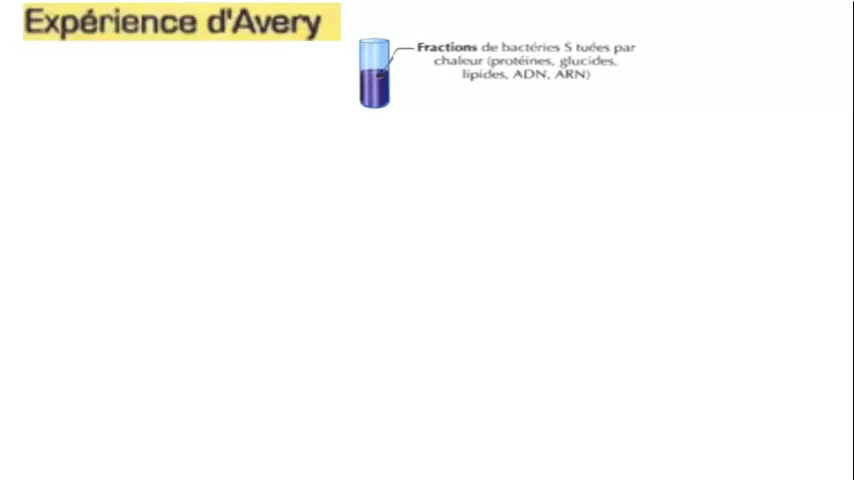 Expérience d'Avery
Fractions de bactéries S tuées par
chaleur (protéines, glucides,
lipides, ADN, ARN)